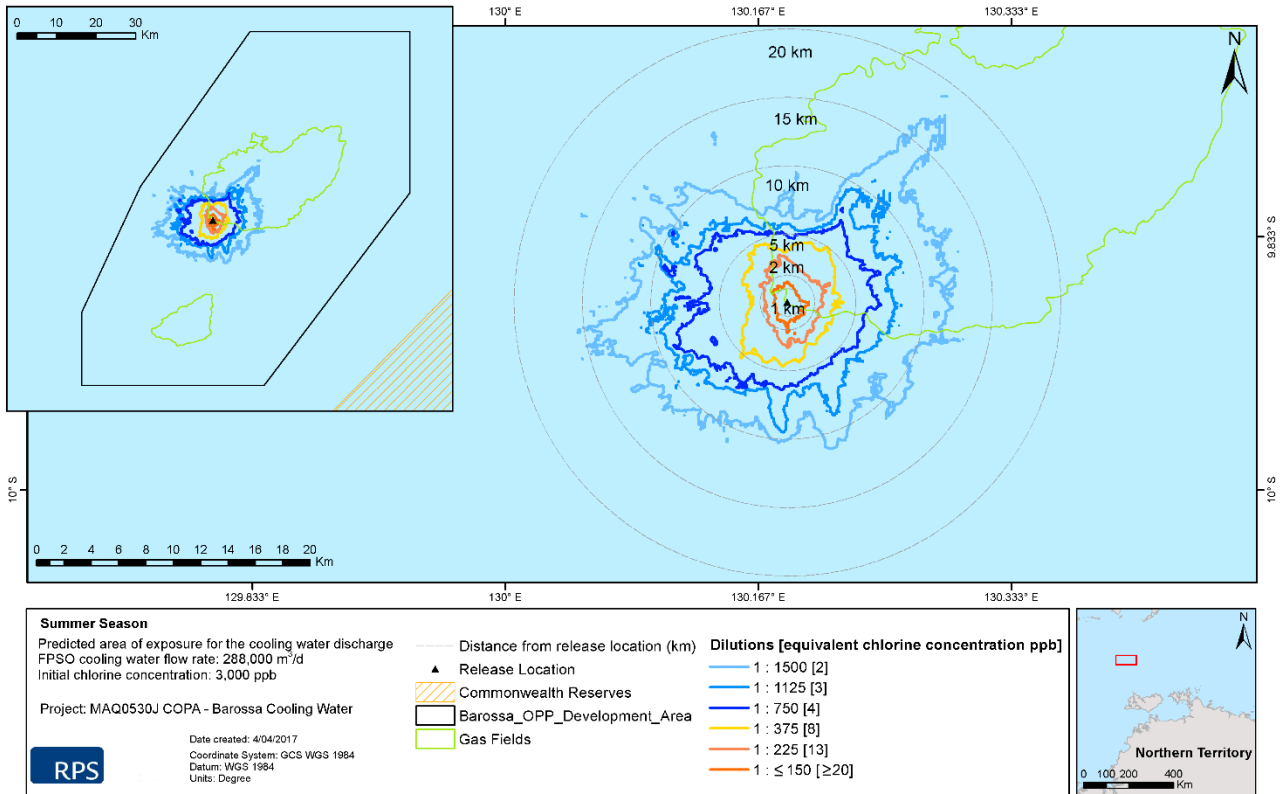 0 10 20 30
Km
130° E
130.167° E
130.333° E
N
20 km
15 km
10 km
5 km
2 km
1 km
9.833° S
10° S
10° S
0 2 4 6 8 10 12 14 16 18 20
Km
129.833° E
130° E
130.167° E
130.333° E
Summer Season
Predicted area of exposure for the cooling water discharge
FPSO cooling water flow rate: 288,000 m³/d
Initial chlorine concentration: 3,000 ppb
Project: MAQ0530J COPA - Barossa Cooling Water
Date created: 4/04/2017
Coordinate System: GCS WGS 1984
Datum: WGS 1984
Units: Degree
RPS
Distance from release location (km)
Release Location
Commonwealth Reserves
Barossa_OPP_Development_Area
Gas Fields
Dilutions [equivalent chlorine concentration ppb]
1 : 1500 [2]
1 : 1125 [3]
1 : 750 [4]
1 : 375 [8]
1 : 225 [13]
1 : ≤ 150 [≥20]
N
Northern Territory
0 100 200 400
Km